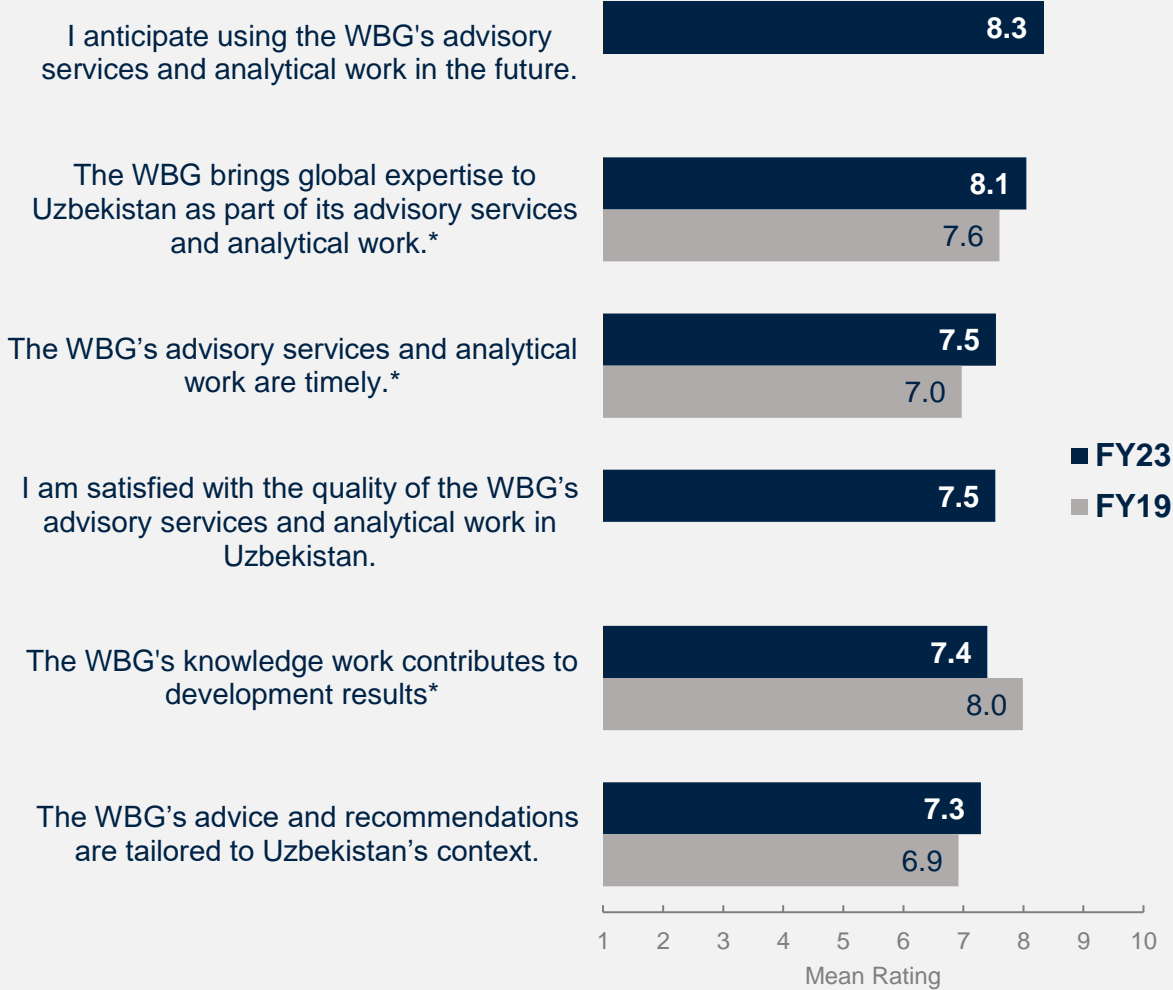 I anticipate using the WBG's advisory
services and analytical work in the future.
8.3
The WBG brings global expertise to
Uzbekistan as part of its advisory services
and analytical work.*
8.1
7.6
The WBG’s advisory services and analytical
work are timely.*
7.5
7.0
I am satisfied with the quality of the WBG’s
advisory services and analytical work in
Uzbekistan.
7.5
FY23
FY19
The WBG's knowledge work contributes to
development results*
7.4
8.0
The WBG’s advice and recommendations
are tailored to Uzbekistan’s context.
7.3
6.9
1 2 3 4 5 6 7 8 9 10
Mean Rating